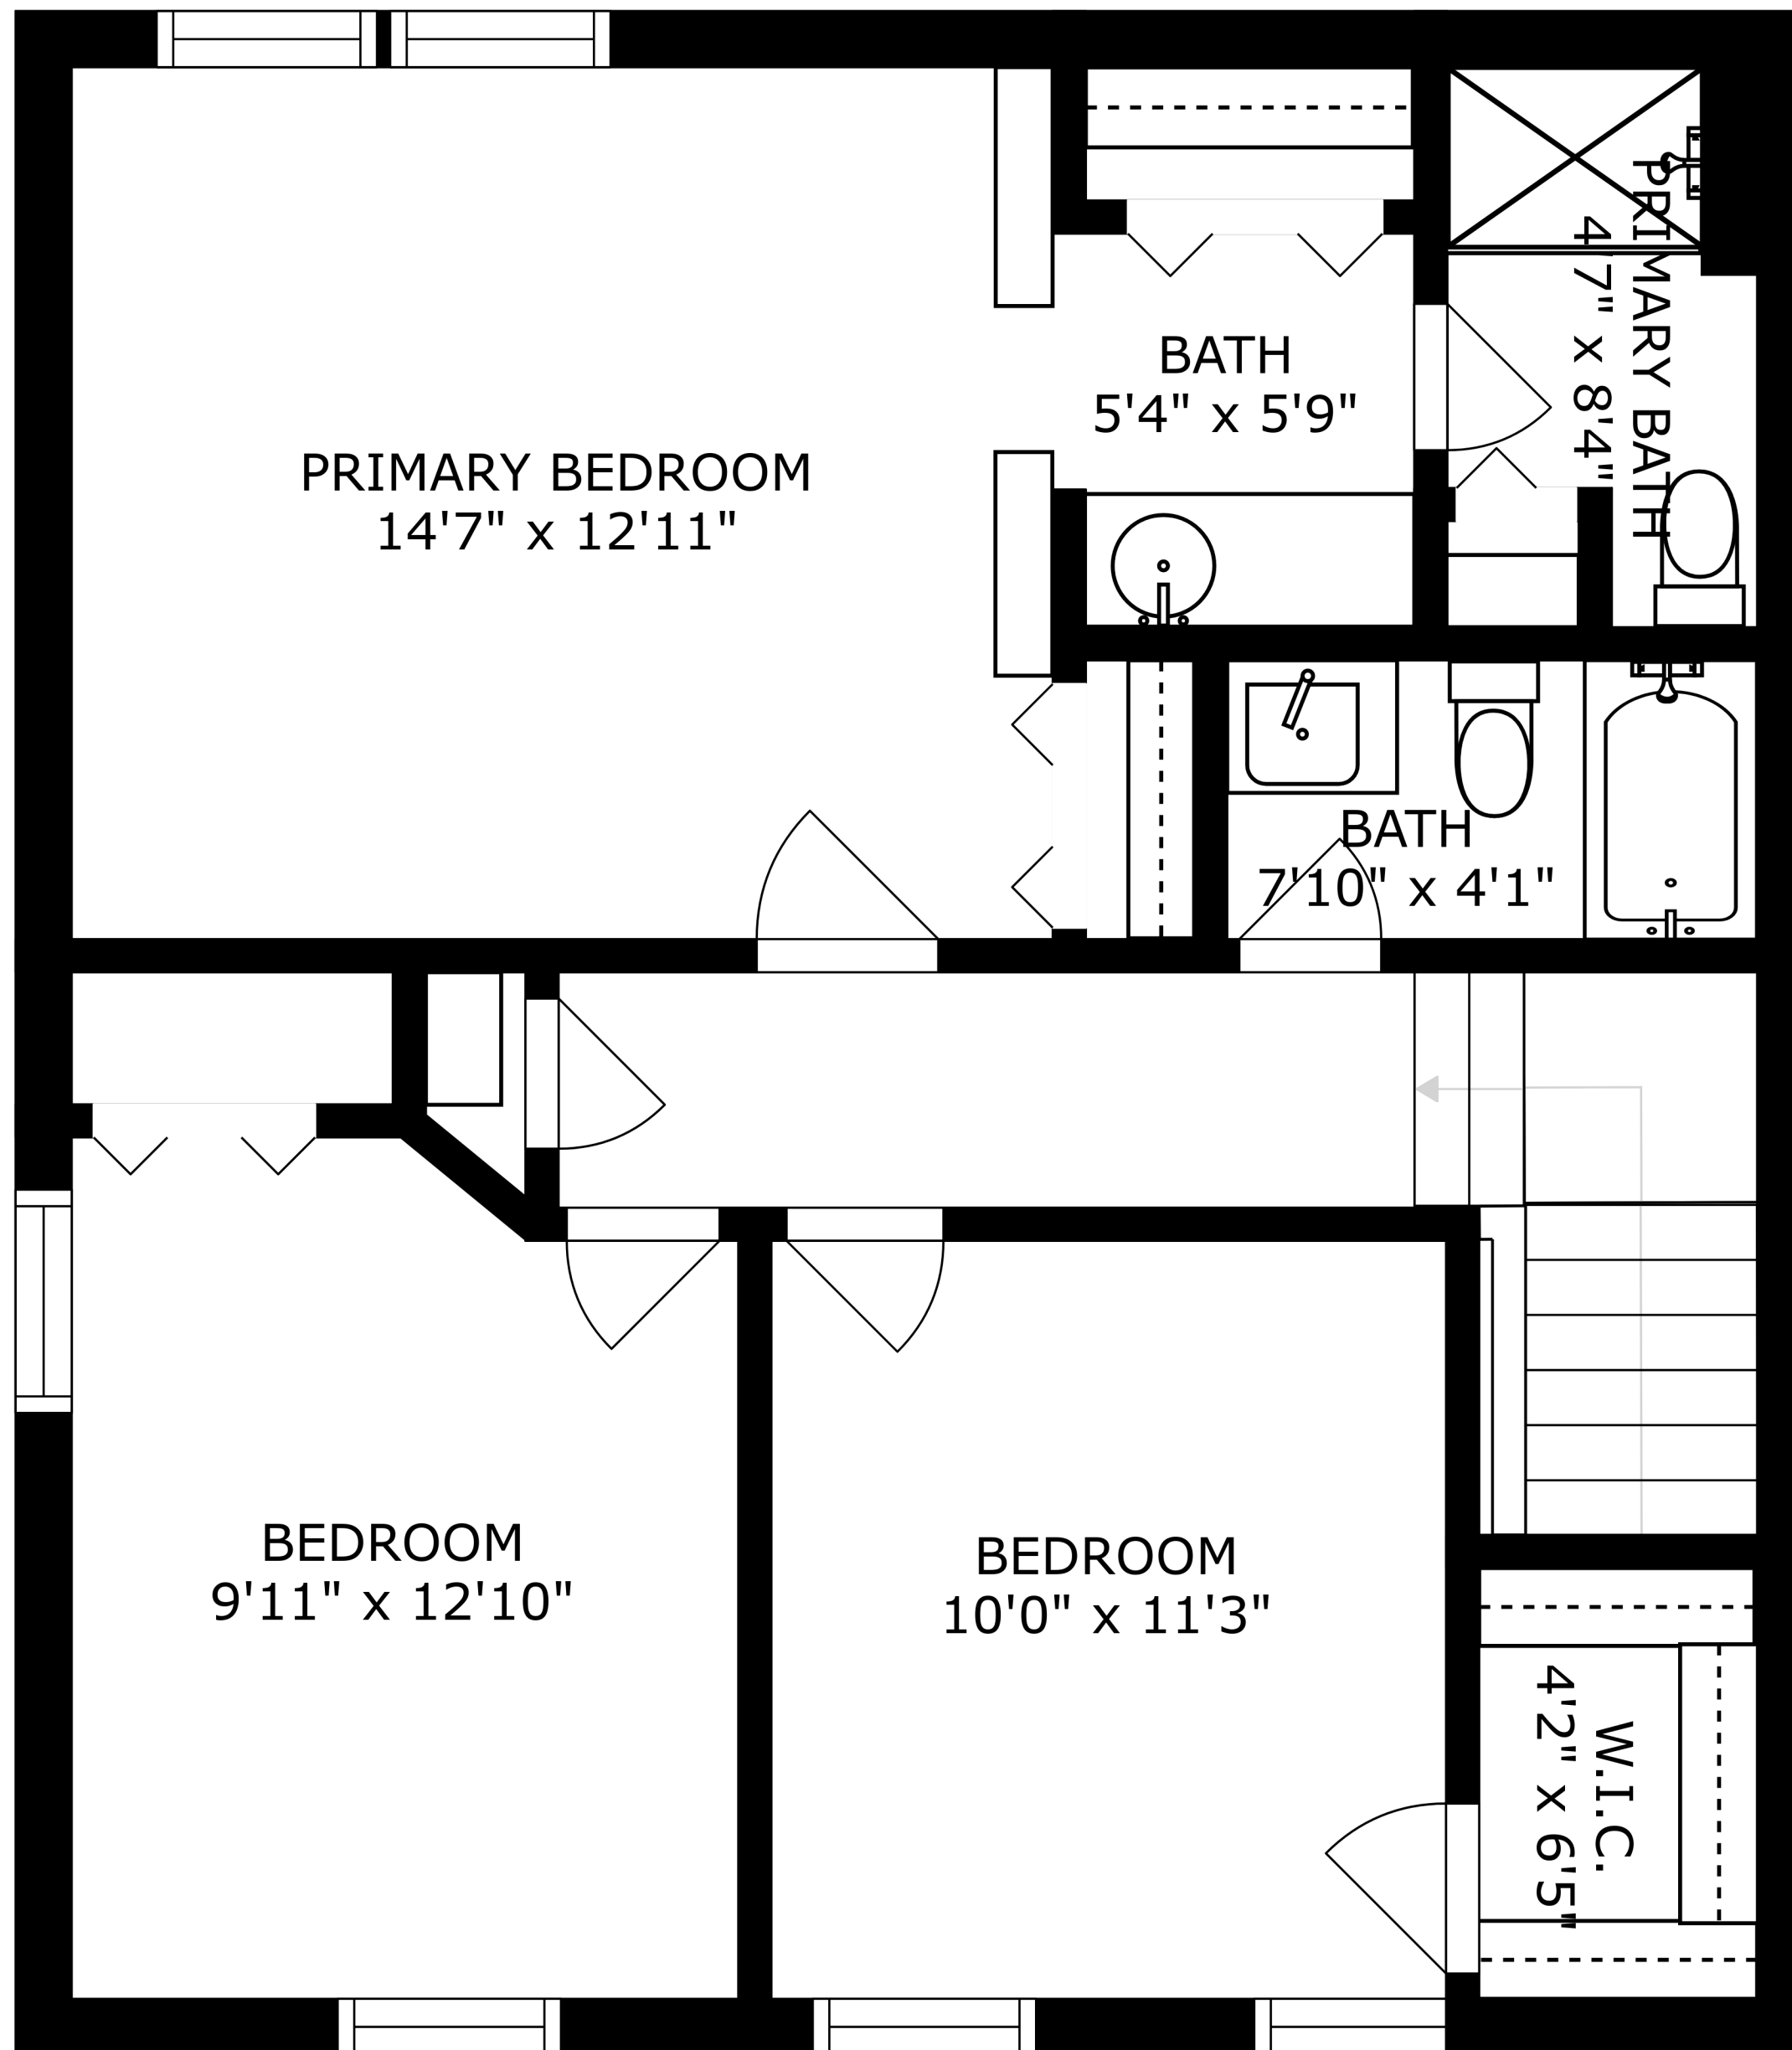 PRIMARY BATH
4'7" x 8'4"
BATH
5'4" x 5'9"
PRIMARY BEDROOM
14'7" x 12'11"
BATH
7'10" x 4'1"
BEDROOM
9'11" x 12'10"
BEDROOM
10'0" x 11'3"
W.I.C.
4'2" x 6'5"